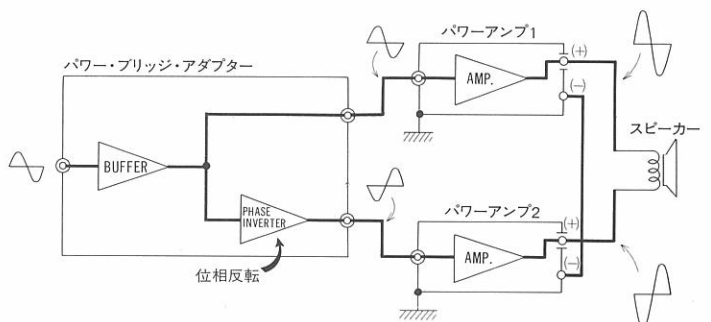 パワーアンプ1
パワー・ブリッジ・アダプター
AMP.
(+)
(−)
スピーカー
BUFFER
PHASE
INVERTER
位相反転
パワーアンプ2
AMP.
(+)
(−)